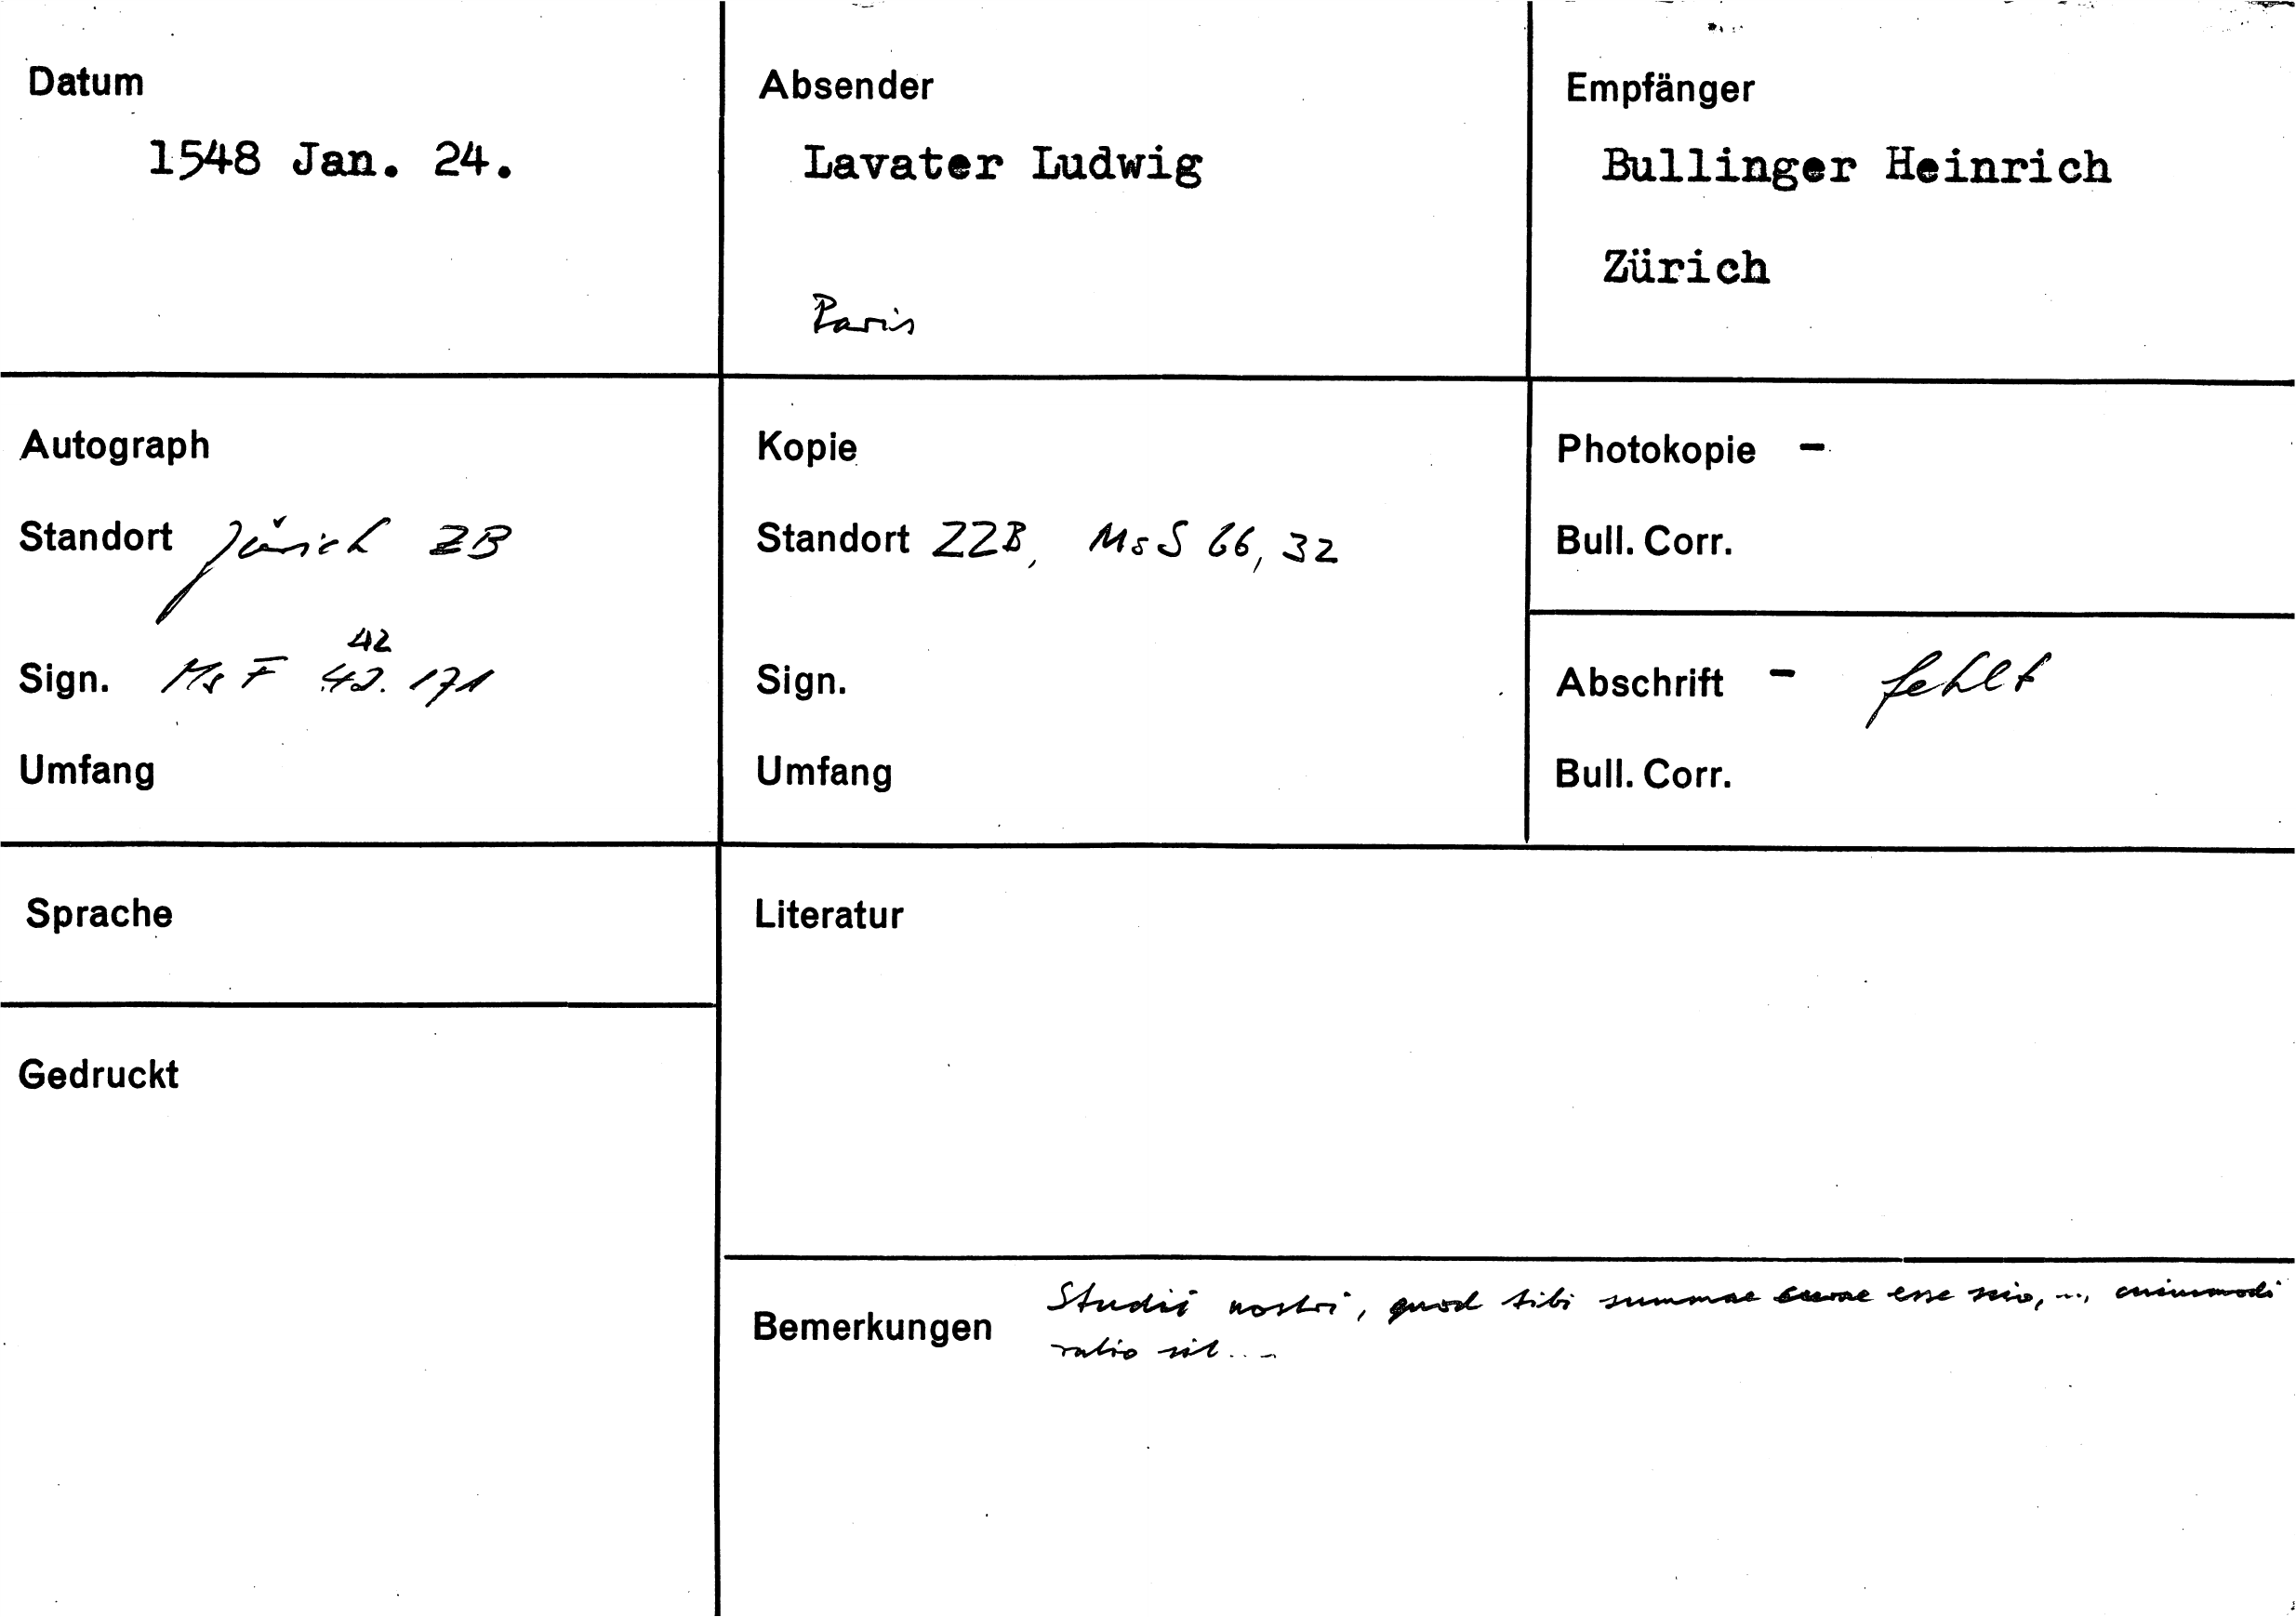 Datum
1548 Jan. 24.
Absender
Lavater Ludwig
Paris
Empfänger
Bullinger Heinrich
Zürich
Autograph
Standort Zürich ZB
Sign. Ms F 42. 171
42
Umfang
Kopie
Standort ZZB, Ms S 66, 32
Sign.
Umfang
Photokopie –
Bull. Corr.
Abschrift – fehlt
Bull. Corr.
Sprache
Gedruckt
Literatur
Bemerkungen
Studii nostri, quod tibi summae curae esse scio, ..., cuiusmodi
ratio sit ...